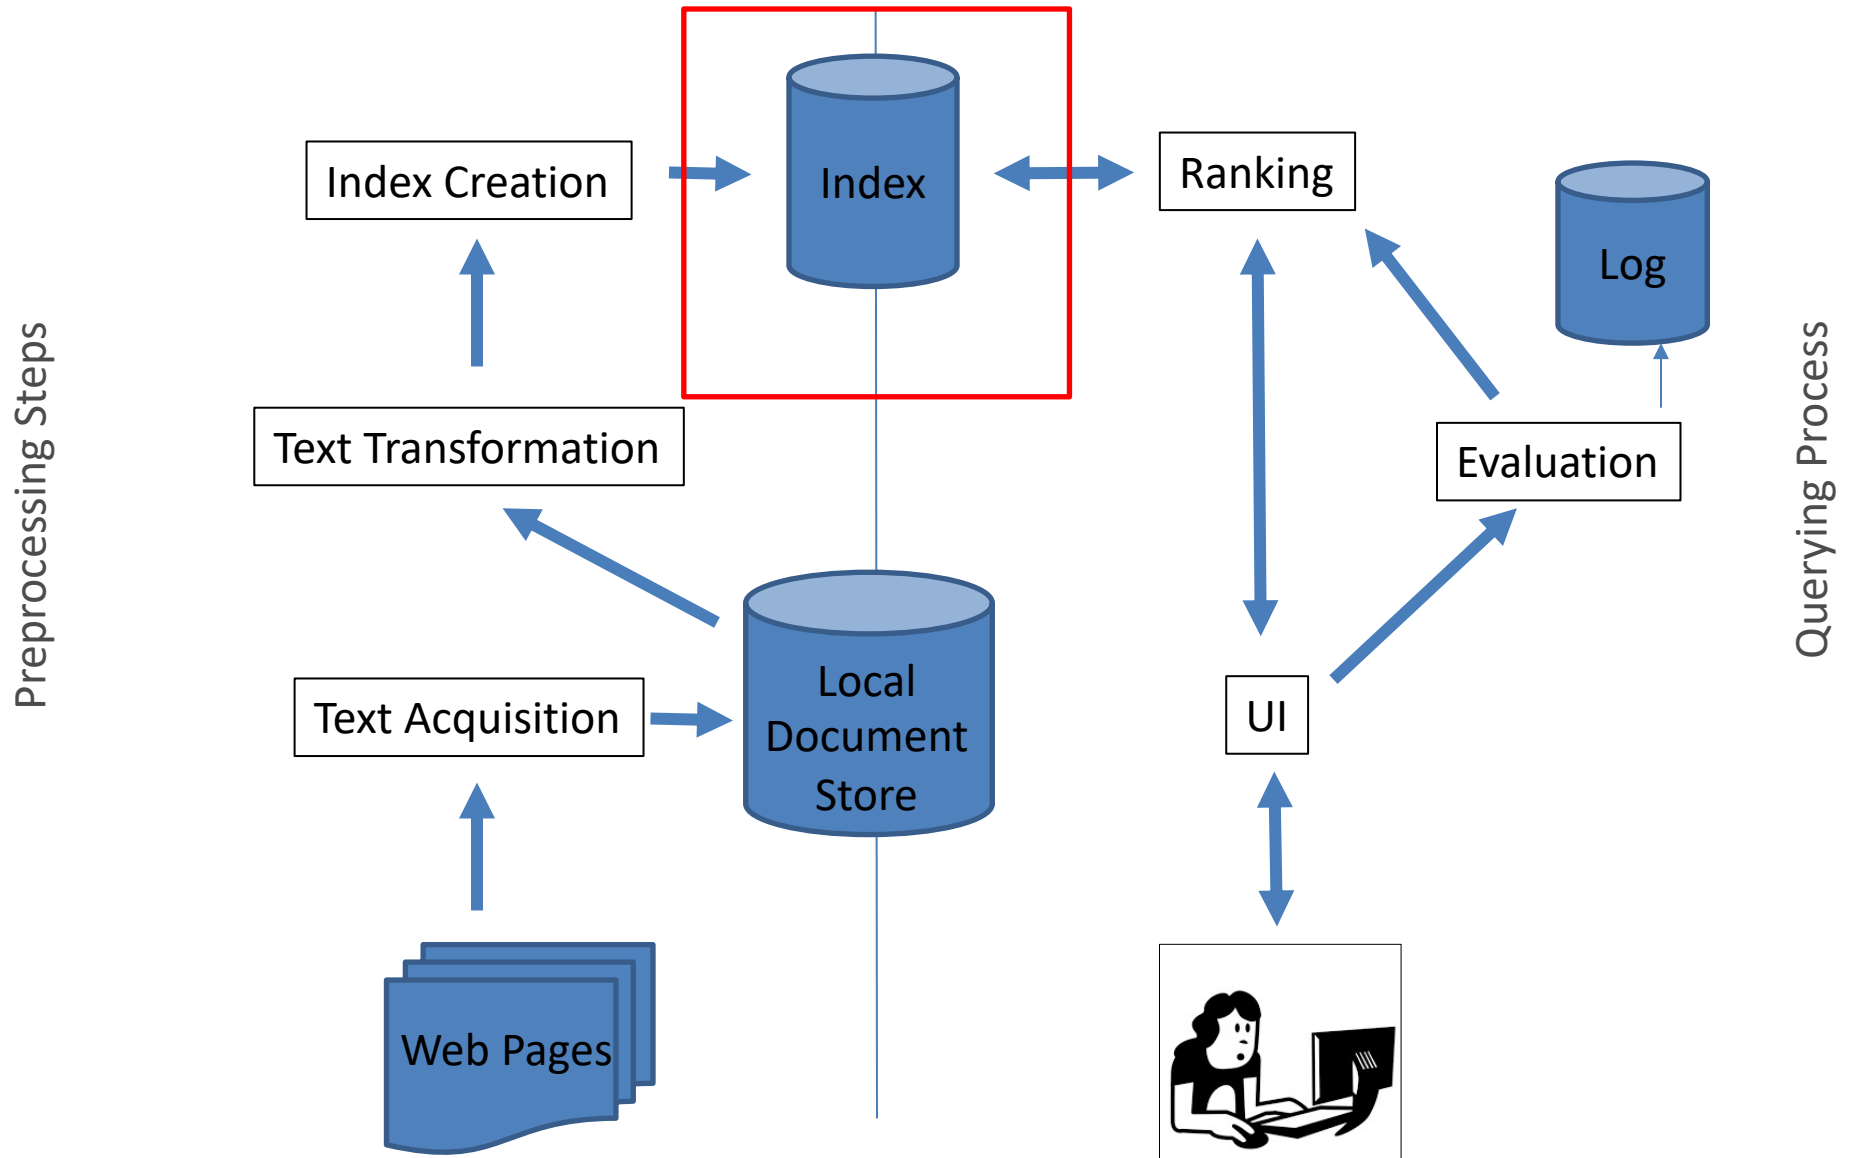 Preprocessing Steps
Index Creation
Index
Ranking
Log
Text Transformation
Evaluation
Querying Process
Text Acquisition
Local
Document
Store
UI
Web Pages